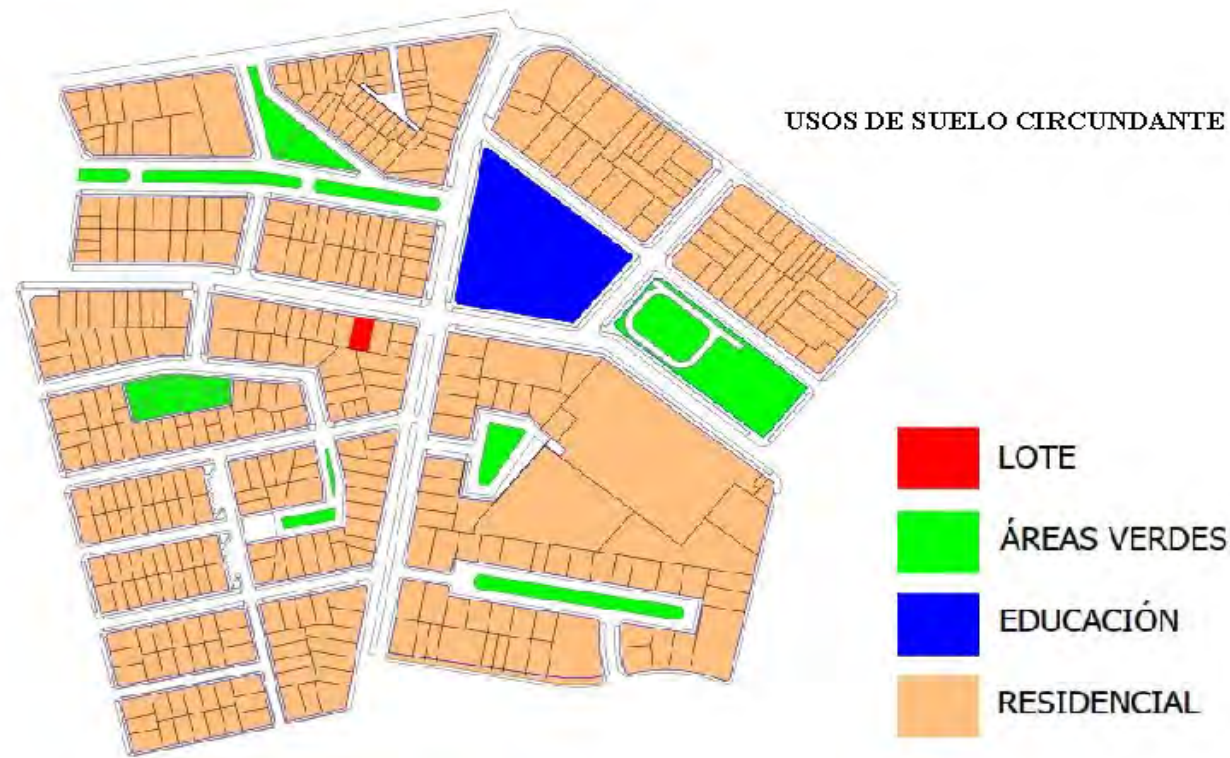 USOS DE SUELO CIRCUNDANTE
LOTE
ÁREAS VERDES
EDUCACIÓN
RESIDENCIAL